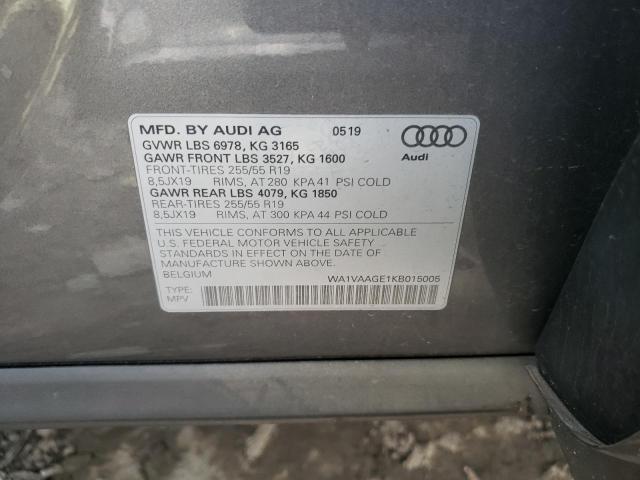 MFD. BY AUDI AG 0519
GVWR LBS 6978, KG 3165
GAWR FRONT LBS 3527, KG 1600
FRONT-TIRES 255/55 R19
8,5JX19 RIMS, AT 280 KPA 41 PSI COLD
GAWR REAR LBS 4079, KG 1850
REAR-TIRES 255/55 R19
8,5JX19 RIMS, AT 300 KPA 44 PSI COLD
Audi
THIS VEHICLE CONFORMS TO ALL APPLICABLE
U.S. FEDERAL MOTOR VEHICLE SAFETY
STANDARDS IN EFFECT ON THE DATE OF
MANUFACTURE SHOWN ABOVE.
BELGIUM WA1VAAGE1KB015005
TYPE:
MPV